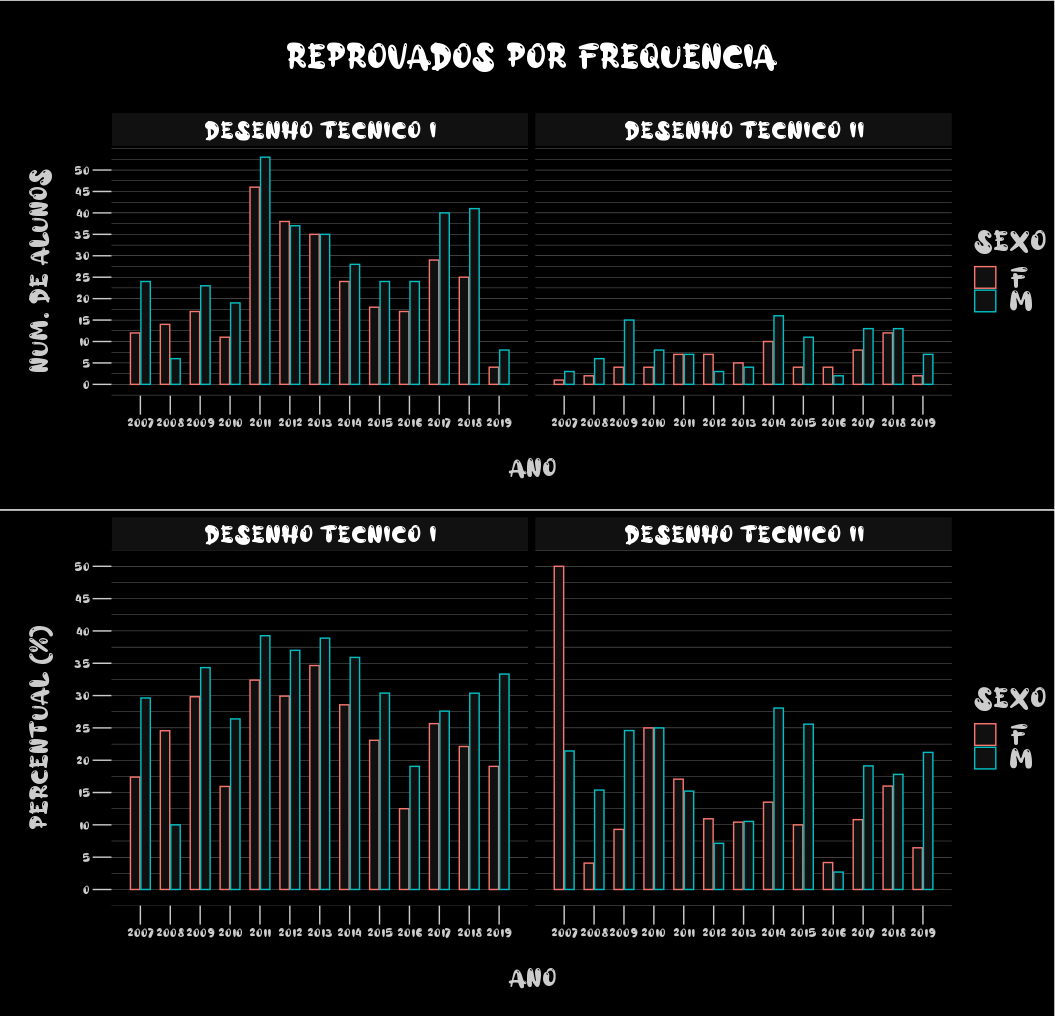 REPROVADOS POR FREQUENCIA
DESENHO TECNICO I
DESENHO TECNICO II
NUM. DE ALUNOS
50
45
40
35
30
25
20
15
10
5
0
2007 2008 2009 2010 2011 2012 2013 2014 2015 2016 2017 2018 2019
2007 2008 2009 2010 2011 2012 2013 2014 2015 2016 2017 2018 2019
ANO
SEXO
F
M
DESENHO TECNICO I
DESENHO TECNICO II
PERCENTUAL (%)
50
45
40
35
30
25
20
15
10
5
0
2007 2008 2009 2010 2011 2012 2013 2014 2015 2016 2017 2018 2019
2007 2008 2009 2010 2011 2012 2013 2014 2015 2016 2017 2018 2019
ANO
SEXO
F
M